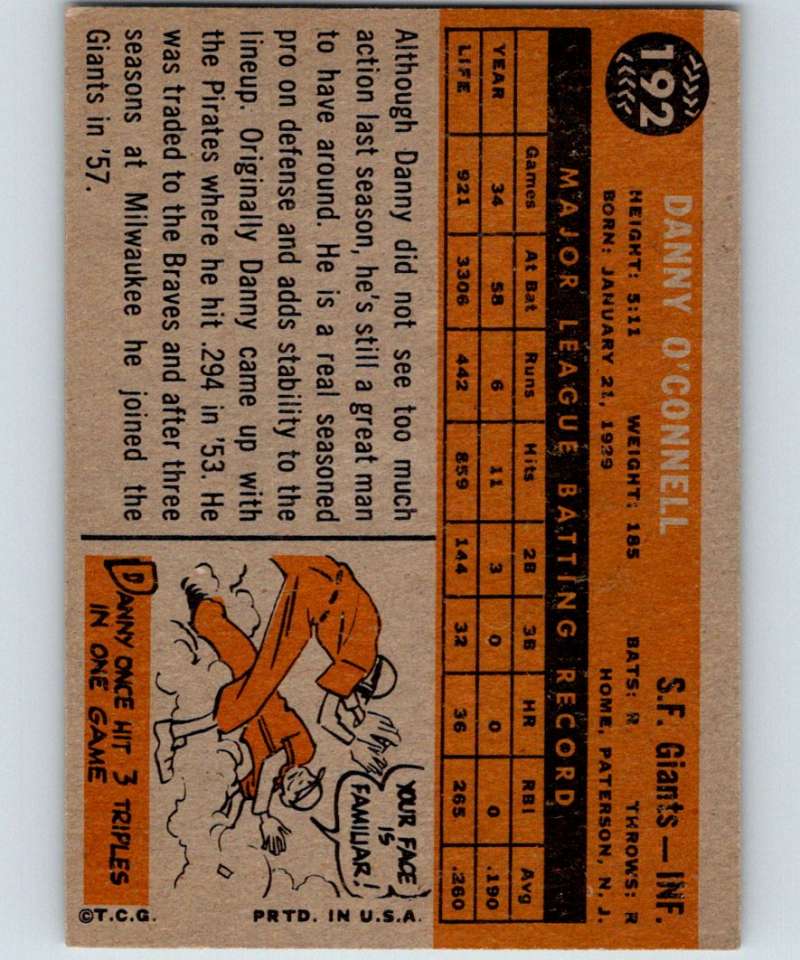 192
DANNY O'CONNELL S.F. Giants — INF.
HEIGHT: 5:11 WEIGHT: 185 BATS: R THROWS: R
BORN: JANUARY 21, 1929 HOME, PATERSON, N. J.
MAJOR LEAGUE BATTING RECORD
Games At Bat Runs Hits 2B 3B HR RBI Avg
YEAR 34 58 6 11 3 0 0 0 .190
LIFE 921 3306 442 859 144 32 36 265 .260
Although Danny did not see too much
action last season, he's still a great man
to have around. He is a real seasoned
pro on defense and adds stability to the
lineup. Originally Danny came up with
the Pirates where he hit .294 in '53. He
was traded to the Braves and after three
seasons at Milwaukee he joined the
Giants in '57.
YOUR FACE
IS
FAMILIAR!
DANNY ONCE HIT 3 TRIPLES
IN ONE GAME
©T.C.G. PRTD. IN U.S.A.